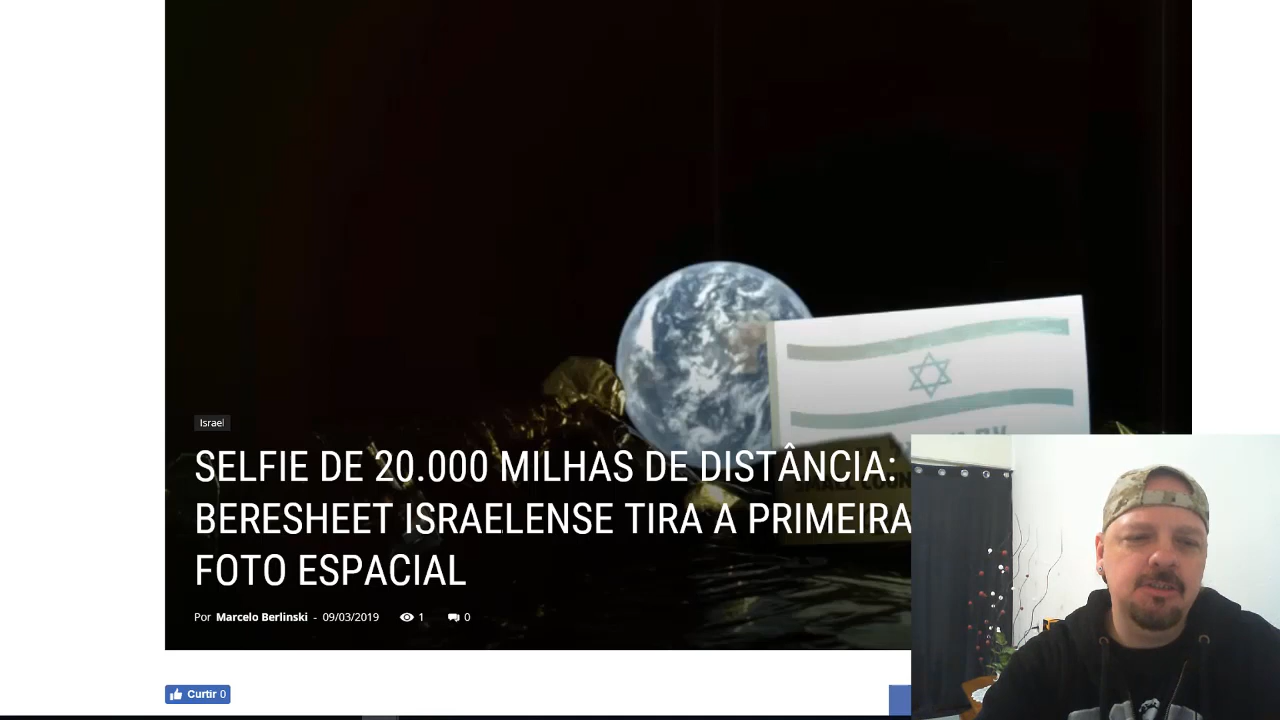 Israel
SELFIE DE 20.000 MILHAS DE DISTÂNCIA:
BERESHEET ISRAELENSE TIRA A PRIMEIRA
FOTO ESPACIAL
Por Marcelo Berlinski - 09/03/2019 1 0
Curtir 0